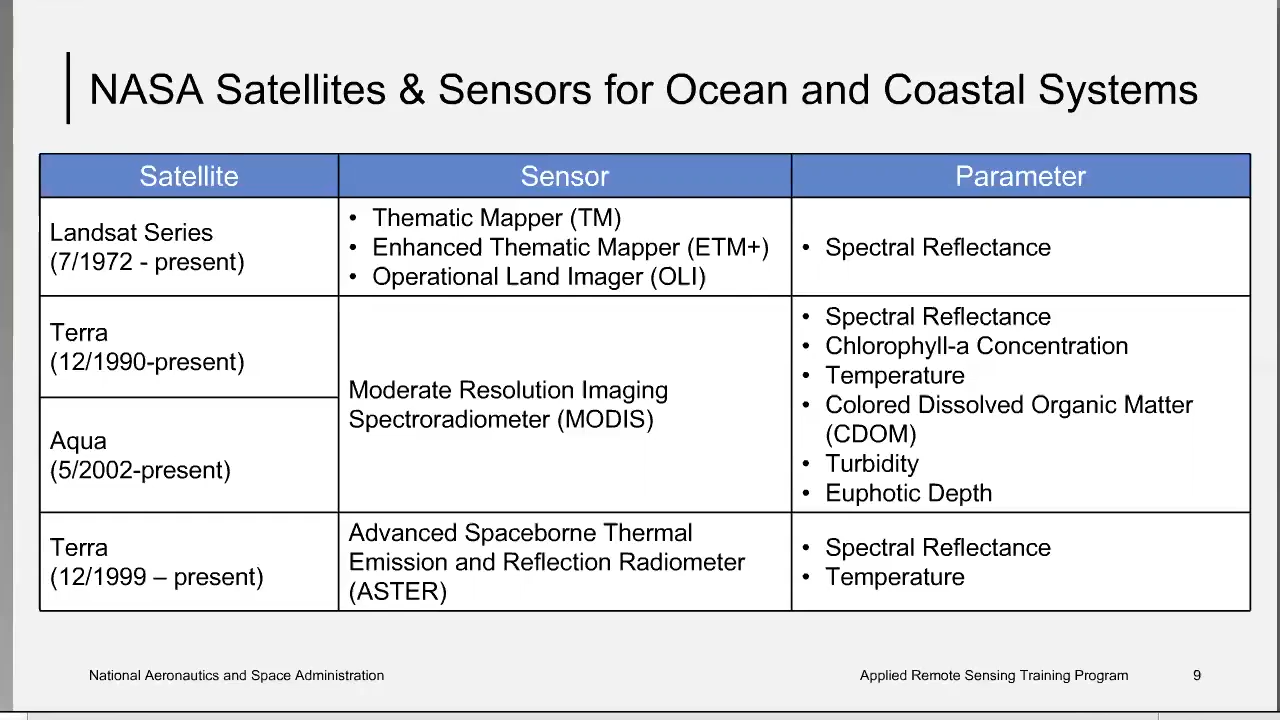 NASA Satellites & Sensors for Ocean and Coastal Systems
Satellite
Sensor
Parameter
Landsat Series
(7/1972 - present)
• Thematic Mapper (TM)
• Enhanced Thematic Mapper (ETM+)
• Operational Land Imager (OLI)
• Spectral Reflectance
Terra
(12/1990-present)
Aqua
(5/2002-present)
Moderate Resolution Imaging
Spectroradiometer (MODIS)
• Spectral Reflectance
• Chlorophyll-a Concentration
• Temperature
• Colored Dissolved Organic Matter
(CDOM)
• Turbidity
• Euphotic Depth
Terra
(12/1999 – present)
Advanced Spaceborne Thermal
Emission and Reflection Radiometer
(ASTER)
• Spectral Reflectance
• Temperature
National Aeronautics and Space Administration
Applied Remote Sensing Training Program
9